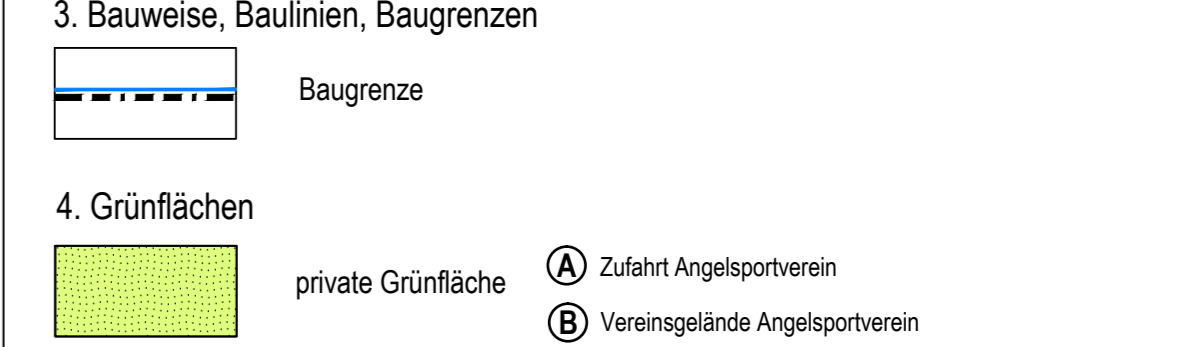 3. Bauweise, Baulinien, Baugrenzen
Baugrenze
4. Grünflächen
private Grünfläche
A Zufahrt Angelsportverein
B Vereinsgelände Angelsportverein